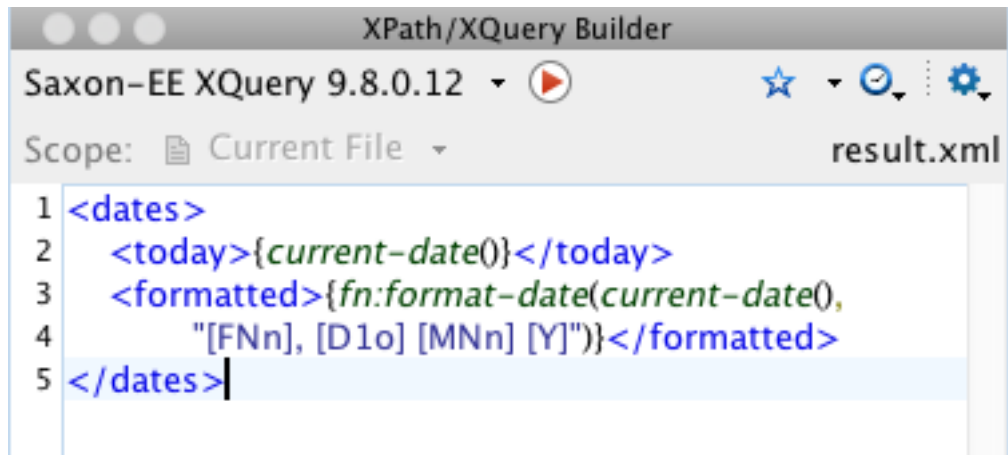 XPath/XQuery Builder
Saxon-EE XQuery 9.8.0.12
Scope: Current File result.xml
1 <dates>
2 <today>{current-date()}</today>
3 <formatted>{fn:format-date(current-date(),
4 "[FNn], [D1o] [MNn] [Y]")}</formatted>
5 </dates>